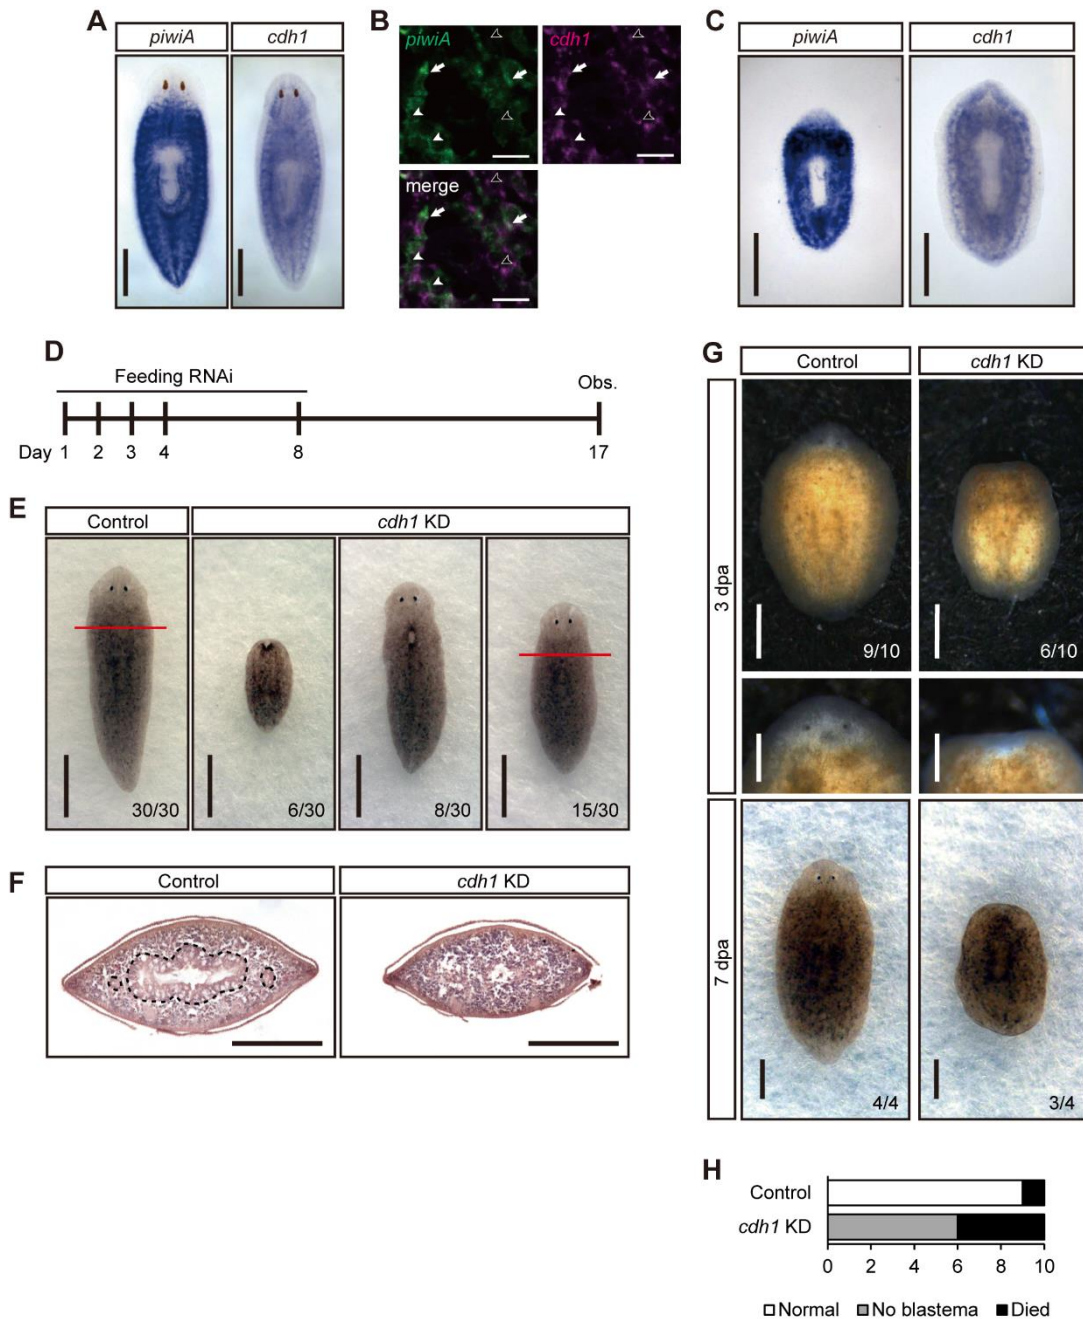 A
piwiA
cdh1
B
piwiA
cdh1
merge
C
piwiA
cdh1
D
Feeding RNAi
Obs.
Day 1 2 3 4 8 17
E
Control
cdh1 KD
30/30
6/30
8/30
15/30
F
Control
cdh1 KD
G
Control
cdh1 KD
3 dpa
9/10
6/10
7 dpa
4/4
3/4
H
Control
cdh1 KD
0 2 4 6 8 10
Normal No blastema Died